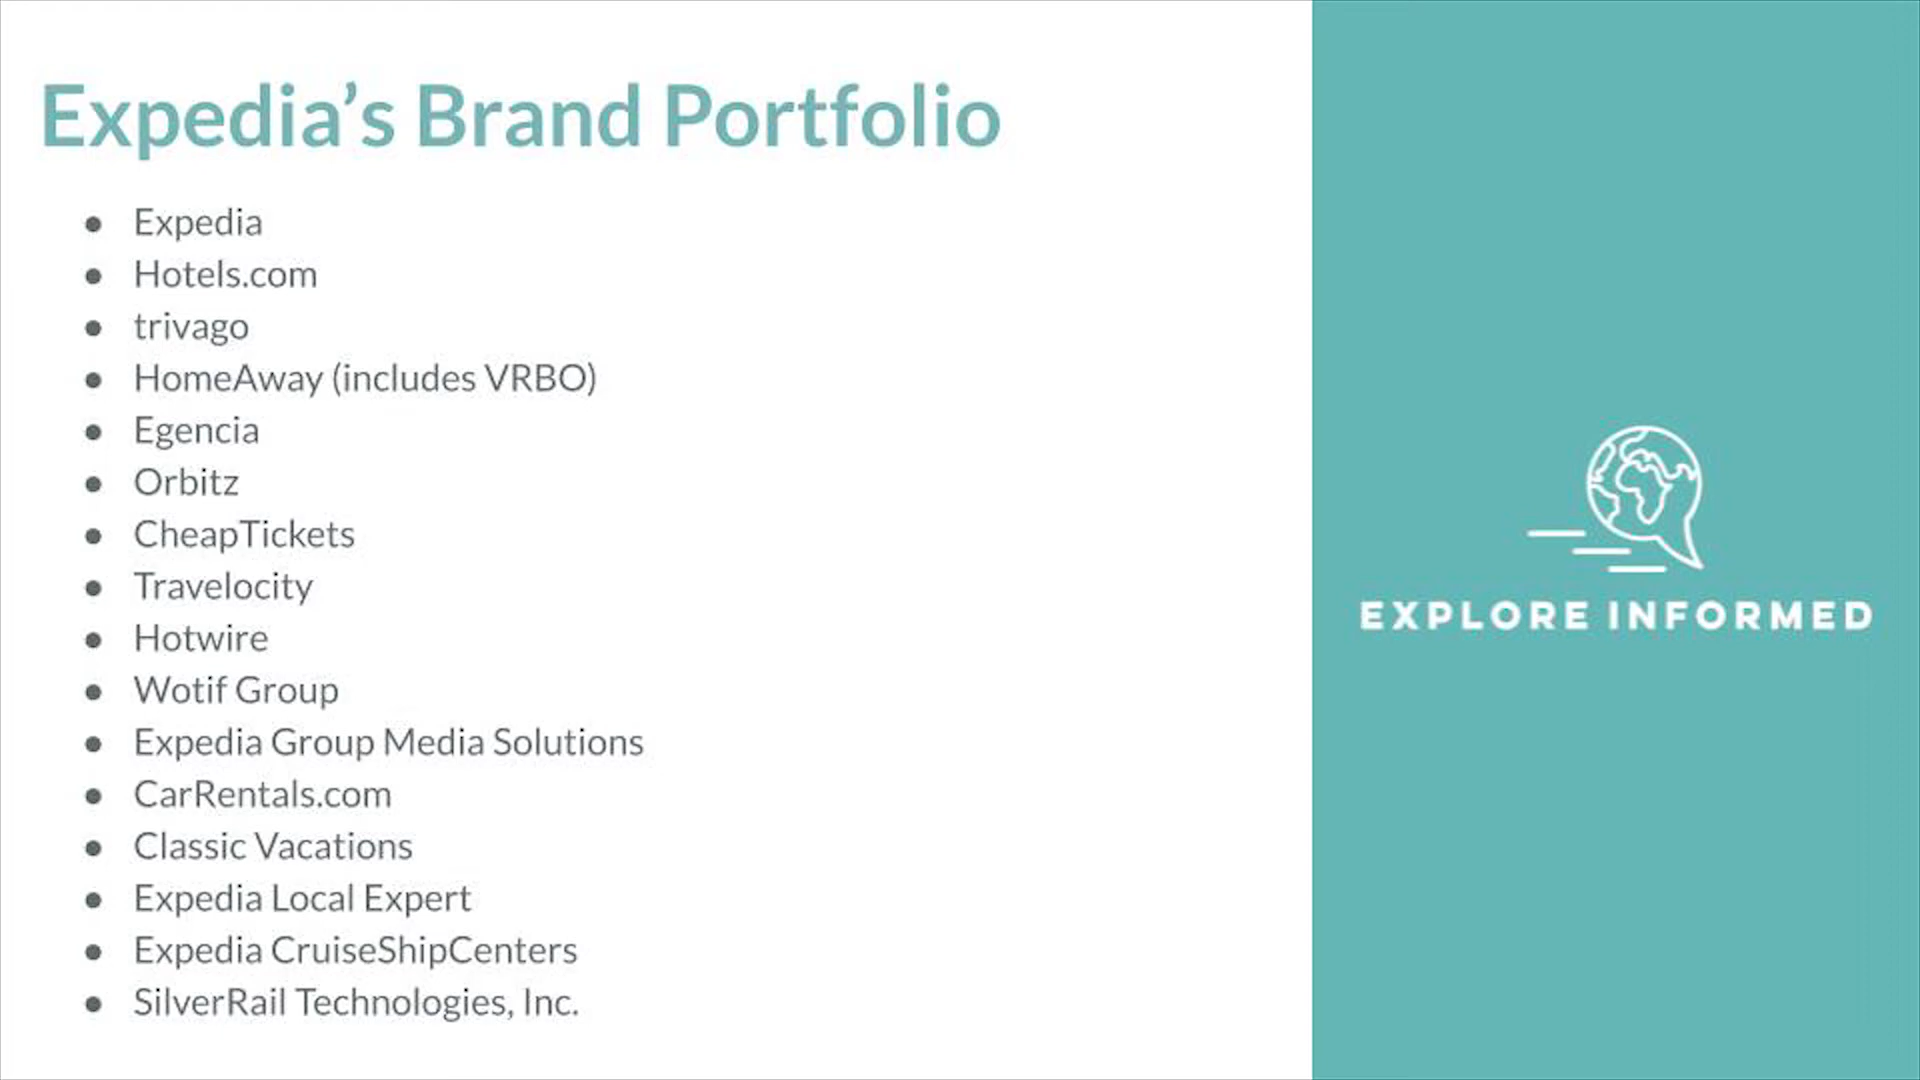 Expedia’s Brand Portfolio
● Expedia
● Hotels.com
● trivago
● HomeAway (includes VRBO)
● Egencia
● Orbitz
● CheapTickets
● Travelocity
● Hotwire
● Wotif Group
● Expedia Group Media Solutions
● CarRentals.com
● Classic Vacations
● Expedia Local Expert
● Expedia CruiseShipCenters
● SilverRail Technologies, Inc.
EXPLORE INFORMED